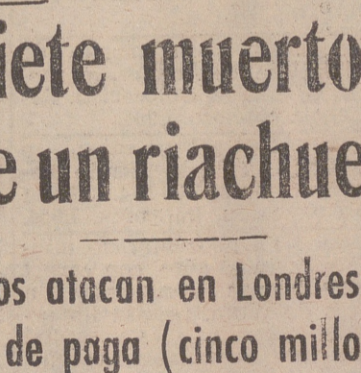 iete muerto
e un riachue
os atacan en Londres
de paga (cinco millo